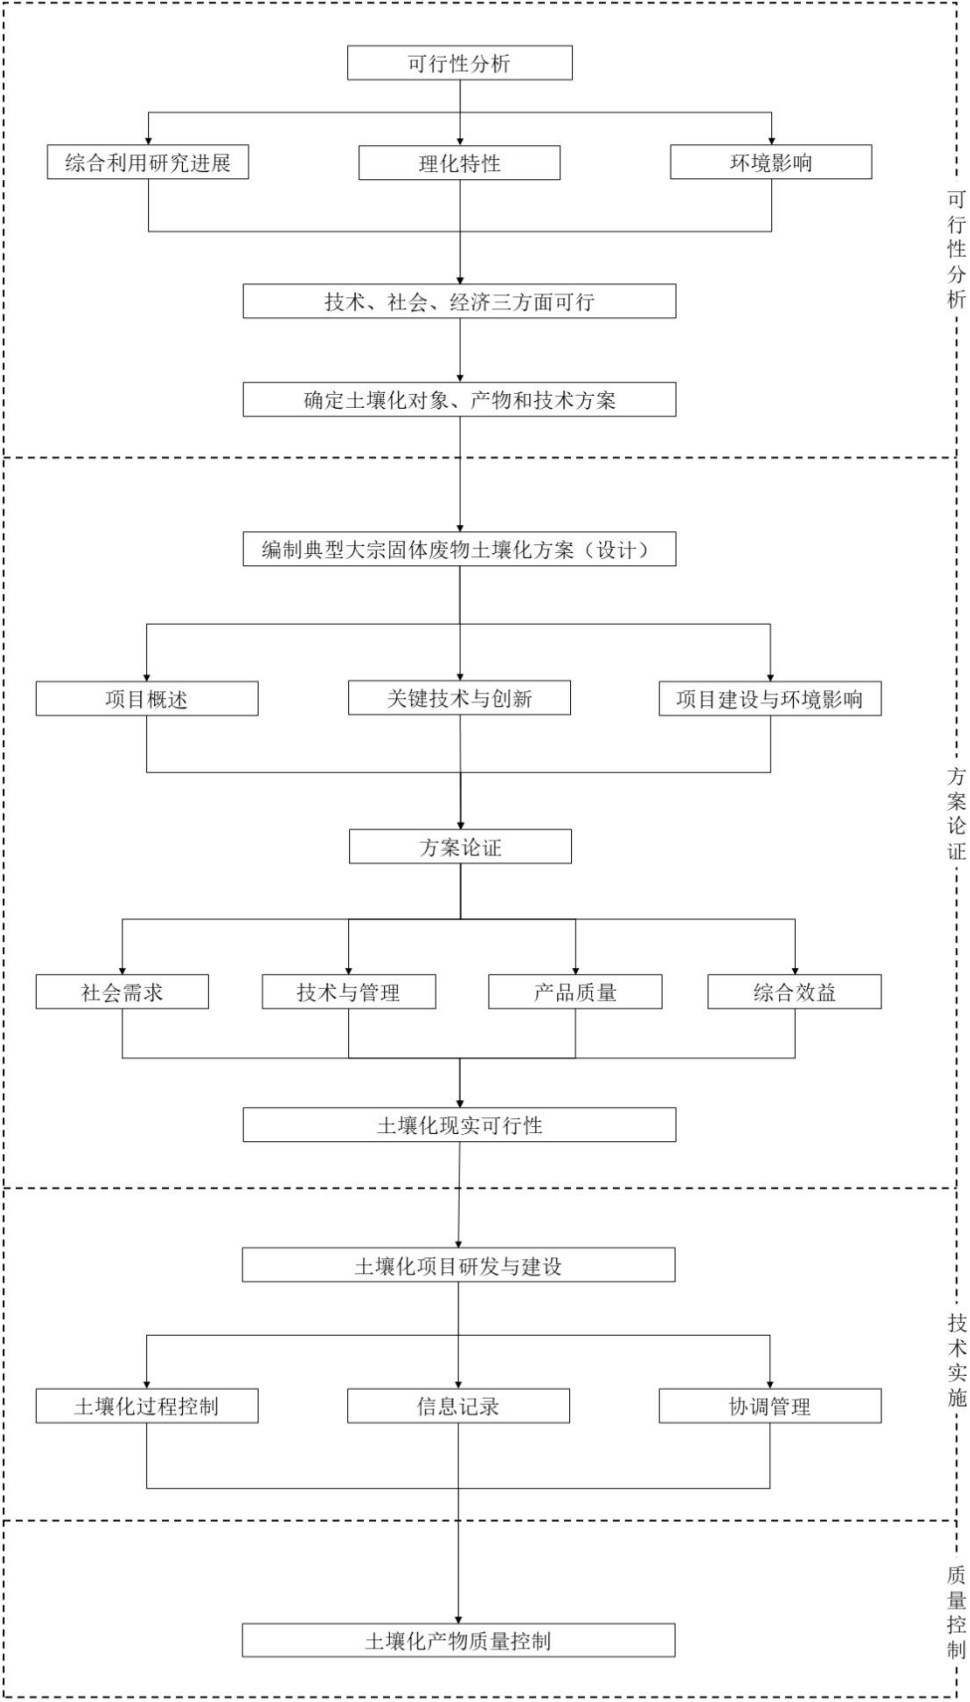 可行性分析
综合利用研究进展
理化特性
环境影响
技术、社会、经济三方面可行
确定土壤化对象、产物和技术方案
可行性分析
编制典型大宗固体废物土壤化方案（设计）
项目概述
关键技术与创新
项目建设与环境影响
方案论证
社会需求
技术与管理
产品质量
综合效益
土壤化现实可行性
方案论证
土壤化项目研发与建设
土壤化过程控制
信息记录
协调管理
技术实施
土壤化产物质量控制
质量控制